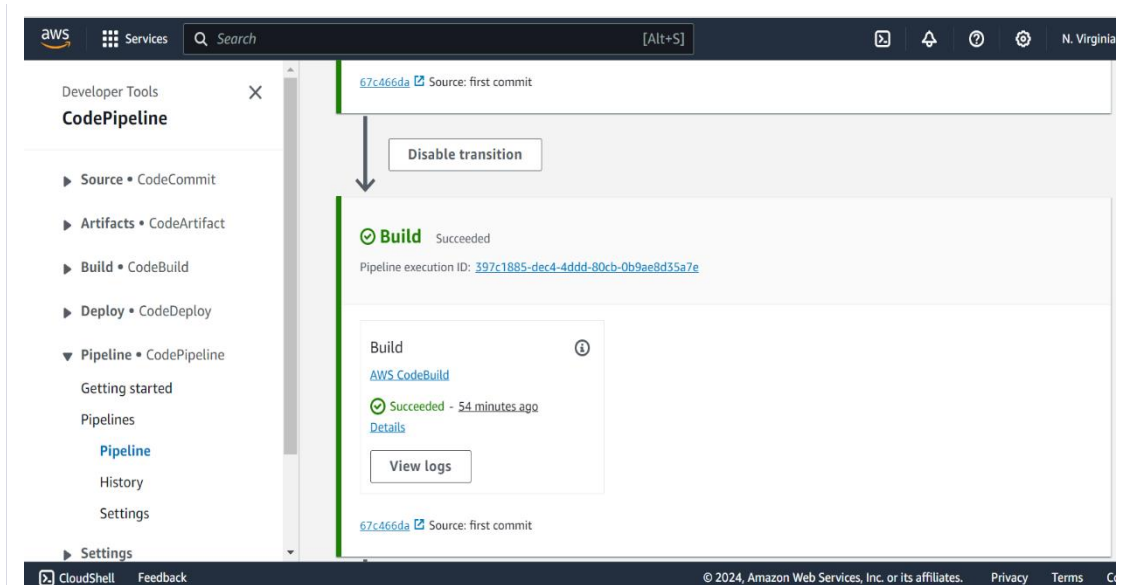 aws Services Search [Alt+S] N. Virginia
Developer Tools
CodePipeline
Source • CodeCommit
Artifacts • CodeArtifact
Build • CodeBuild
Deploy • CodeDeploy
Pipeline • CodePipeline
Getting started
Pipelines
Pipeline
History
Settings
Settings
67c466da Source: first commit
Disable transition
Build Succeeded
Pipeline execution ID: 397c1885-dec4-4ddd-80cb-0b9ae8d35a7e
Build
AWS CodeBuild
Succeeded - 54 minutes ago
Details
View logs
67c466da Source: first commit
CloudShell Feedback © 2024, Amazon Web Services, Inc. or its affiliates. Privacy Terms